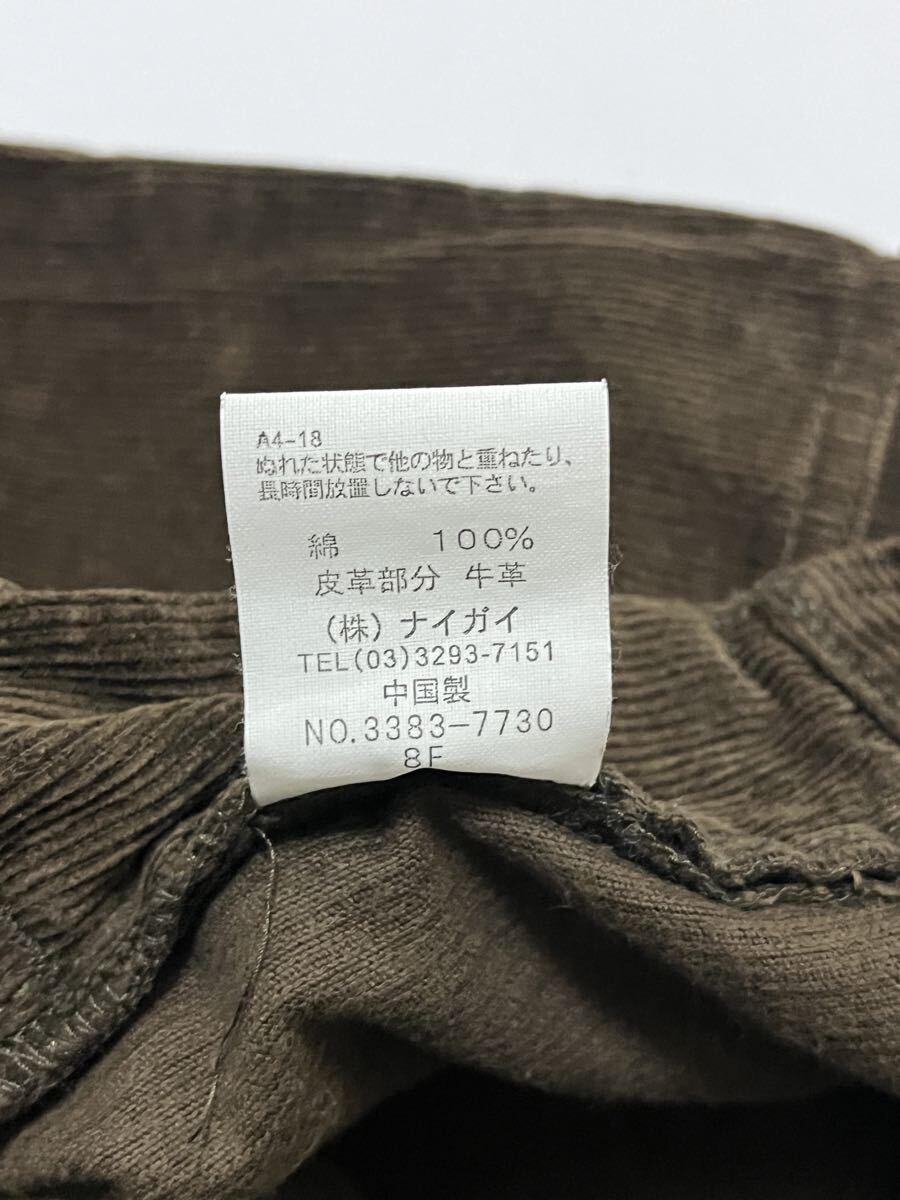 A4-18
ぬれた状態で他の物と重ねたり、
長時間放置しないで下さい。
綿 100%
皮革部分 牛革
(株) ナイガイ
TEL(03)3293-7151
中国製
NO.3383-7730
8F